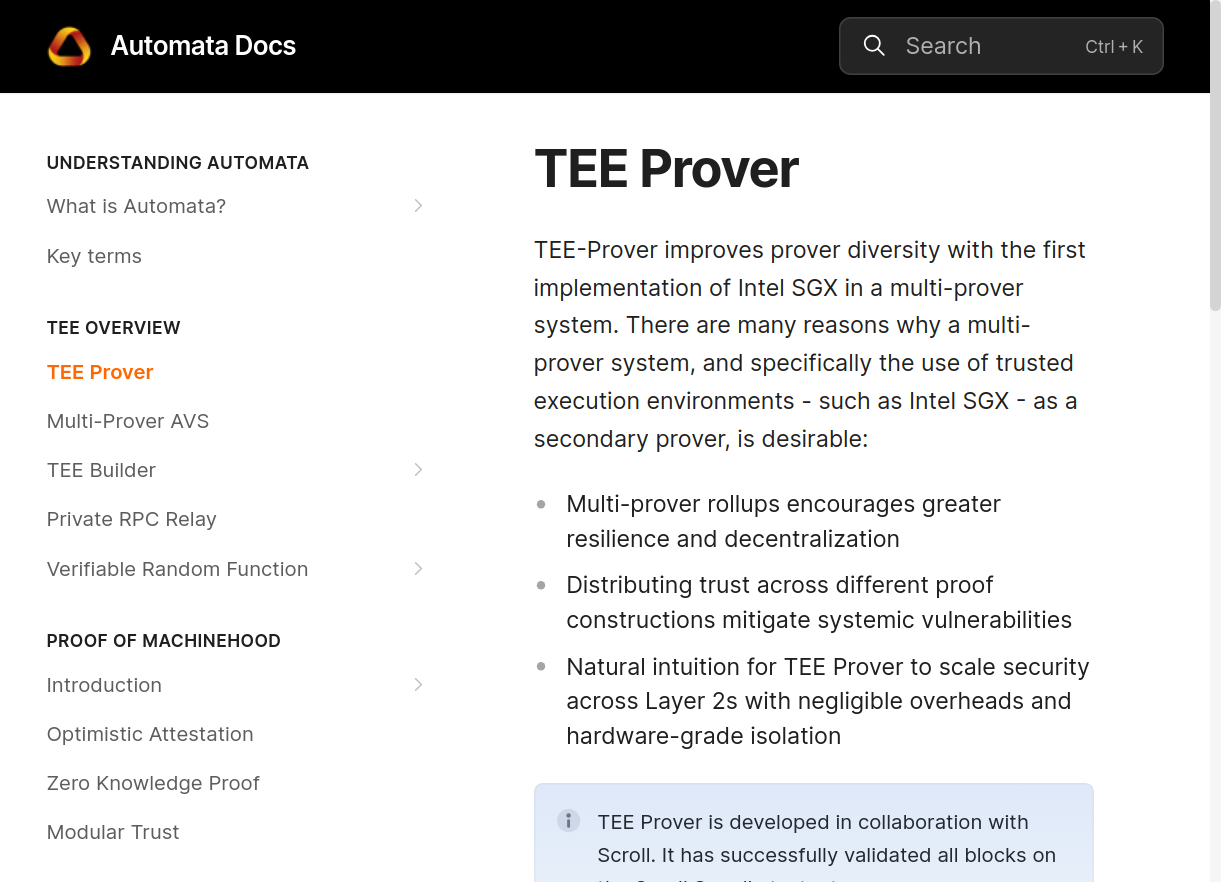 Automata Docs
Search
Ctrl + K
UNDERSTANDING AUTOMATA
What is Automata?
Key terms
TEE OVERVIEW
TEE Prover
Multi-Prover AVS
TEE Builder
Private RPC Relay
Verifiable Random Function
PROOF OF MACHINEHOOD
Introduction
Optimistic Attestation
Zero Knowledge Proof
Modular Trust
TEE Prover
TEE-Prover improves prover diversity with the first
implementation of Intel SGX in a multi-prover
system. There are many reasons why a multi-
prover system, and specifically the use of trusted
execution environments - such as Intel SGX - as a
secondary prover, is desirable:
Multi-prover rollups encourages greater
resilience and decentralization
Distributing trust across different proof
constructions mitigate systemic vulnerabilities
Natural intuition for TEE Prover to scale security
across Layer 2s with negligible overheads and
hardware-grade isolation
TEE Prover is developed in collaboration with
Scroll. It has successfully validated all blocks on